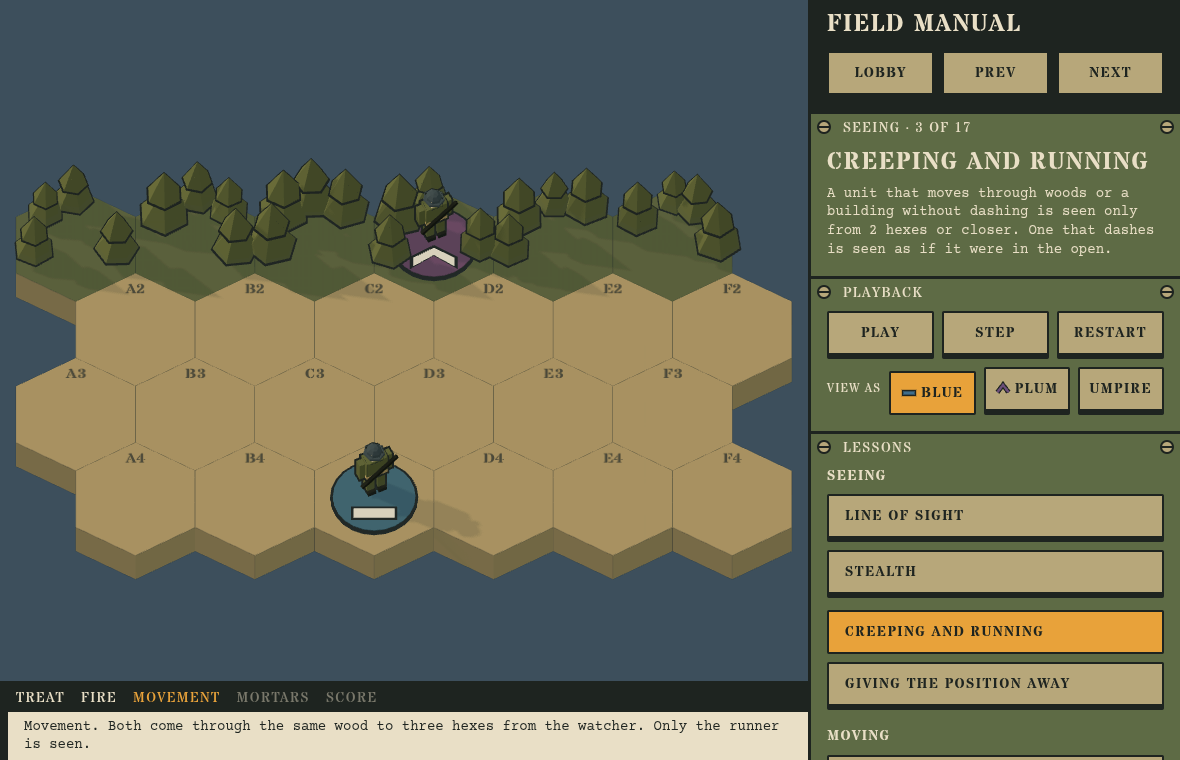 FIELD MANUAL
LOBBY PREV NEXT
SEEING · 3 OF 17
CREEPING AND RUNNING
A unit that moves through woods or a
building without dashing is seen only
from 2 hexes or closer. One that dashes
is seen as if it were in the open.
PLAYBACK
PLAY STEP RESTART
VIEW AS BLUE PLUM UMPIRE
LESSONS
SEEING
LINE OF SIGHT
STEALTH
CREEPING AND RUNNING
GIVING THE POSITION AWAY
MOVING
A2 B2 C2 D2 E2 F2
A3 B3 C3 D3 E3 F3
A4 B4 D4 E4 F4
TREAT FIRE MOVEMENT MORTARS SCORE
Movement. Both come through the same wood to three hexes from the watcher. Only the runner
is seen.